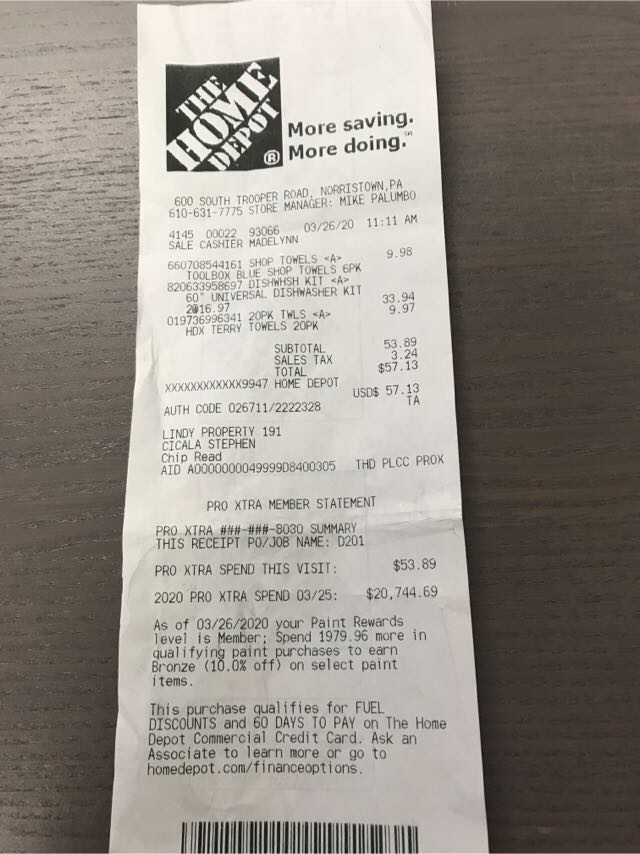 THE
HOME
DEPOT
®
More saving.
More doing.℠
600 SOUTH TROOPER ROAD, NORRISTOWN,PA
610-631-7775 STORE MANAGER: MIKE PALUMBO
4145 00022 93066 03/26/20 11:11 AM
SALE CASHIER MADELYNN
660708544161 SHOP TOWELS <A> 9.98
TOOLBOX BLUE SHOP TOWELS 6PK
820633958697 DISHWHSH KIT <A>
60" UNIVERSAL DISHWASHER KIT
2@16.97 33.94
019736996341 20PK TWLS <A> 9.97
HDX TERRY TOWELS 20PK
SUBTOTAL 53.89
SALES TAX 3.24
TOTAL $57.13
XXXXXXXXXXXX9947 HOME DEPOT
USD$ 57.13
AUTH CODE 026711/2222328 TA
LINDY PROPERTY 191
CICALA STEPHEN
Chip Read
AID A0000000049999D8400305 THD PLCC PROX
PRO XTRA MEMBER STATEMENT
PRO XTRA ###-###-8030 SUMMARY
THIS RECEIPT PO/JOB NAME: D201
PRO XTRA SPEND THIS VISIT: $53.89
2020 PRO XTRA SPEND 03/25: $20,744.69
As of 03/26/2020 your Paint Rewards
level is Member; Spend 1979.96 more in
qualifying paint purchases to earn
Bronze (10.0% off) on select paint
items.
This purchase qualifies for FUEL
DISCOUNTS and 60 DAYS TO PAY on The Home
Depot Commercial Credit Card. Ask an
Associate to learn more or go to
homedepot.com/financeoptions.